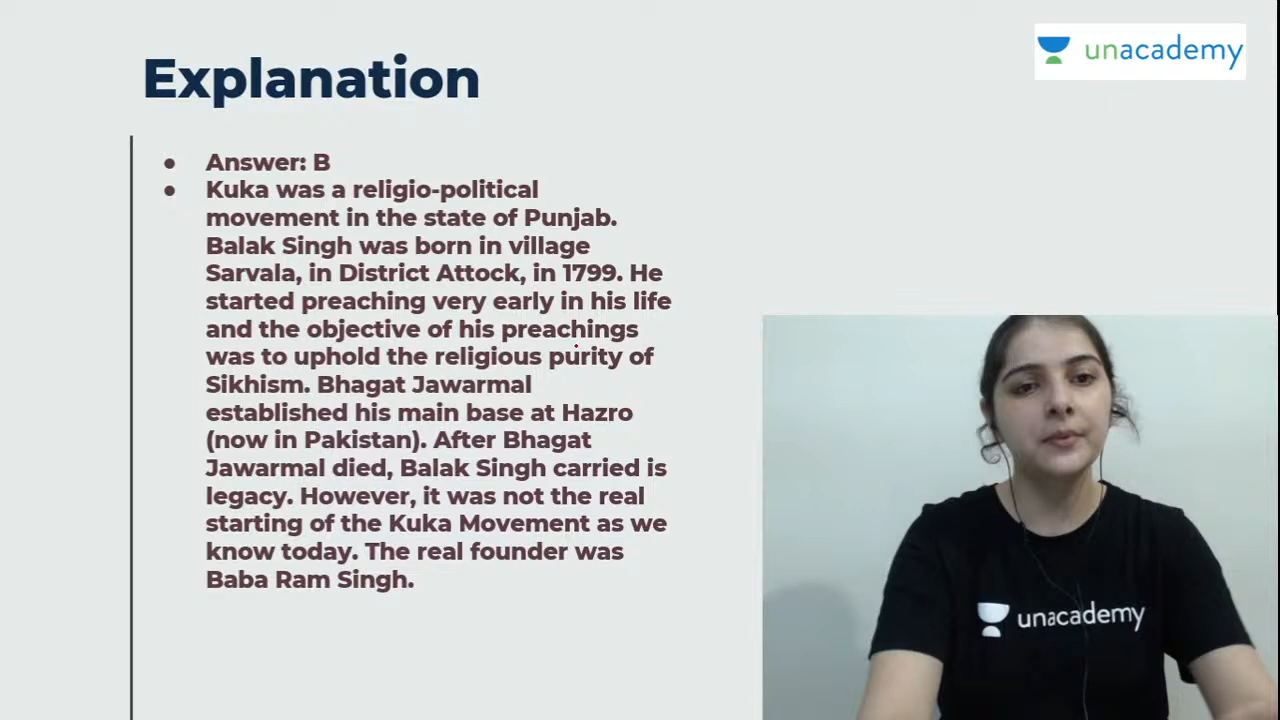 unacademy
Explanation
● Answer: B
● Kuka was a religio-political
movement in the state of Punjab.
Balak Singh was born in village
Sarvala, in District Attock, in 1799. He
started preaching very early in his life
and the objective of his preachings
was to uphold the religious purity of
Sikhism. Bhagat Jawarmal
established his main base at Hazro
(now in Pakistan). After Bhagat
Jawarmal died, Balak Singh carried is
legacy. However, it was not the real
starting of the Kuka Movement as we
know today. The real founder was
Baba Ram Singh.
unacademy